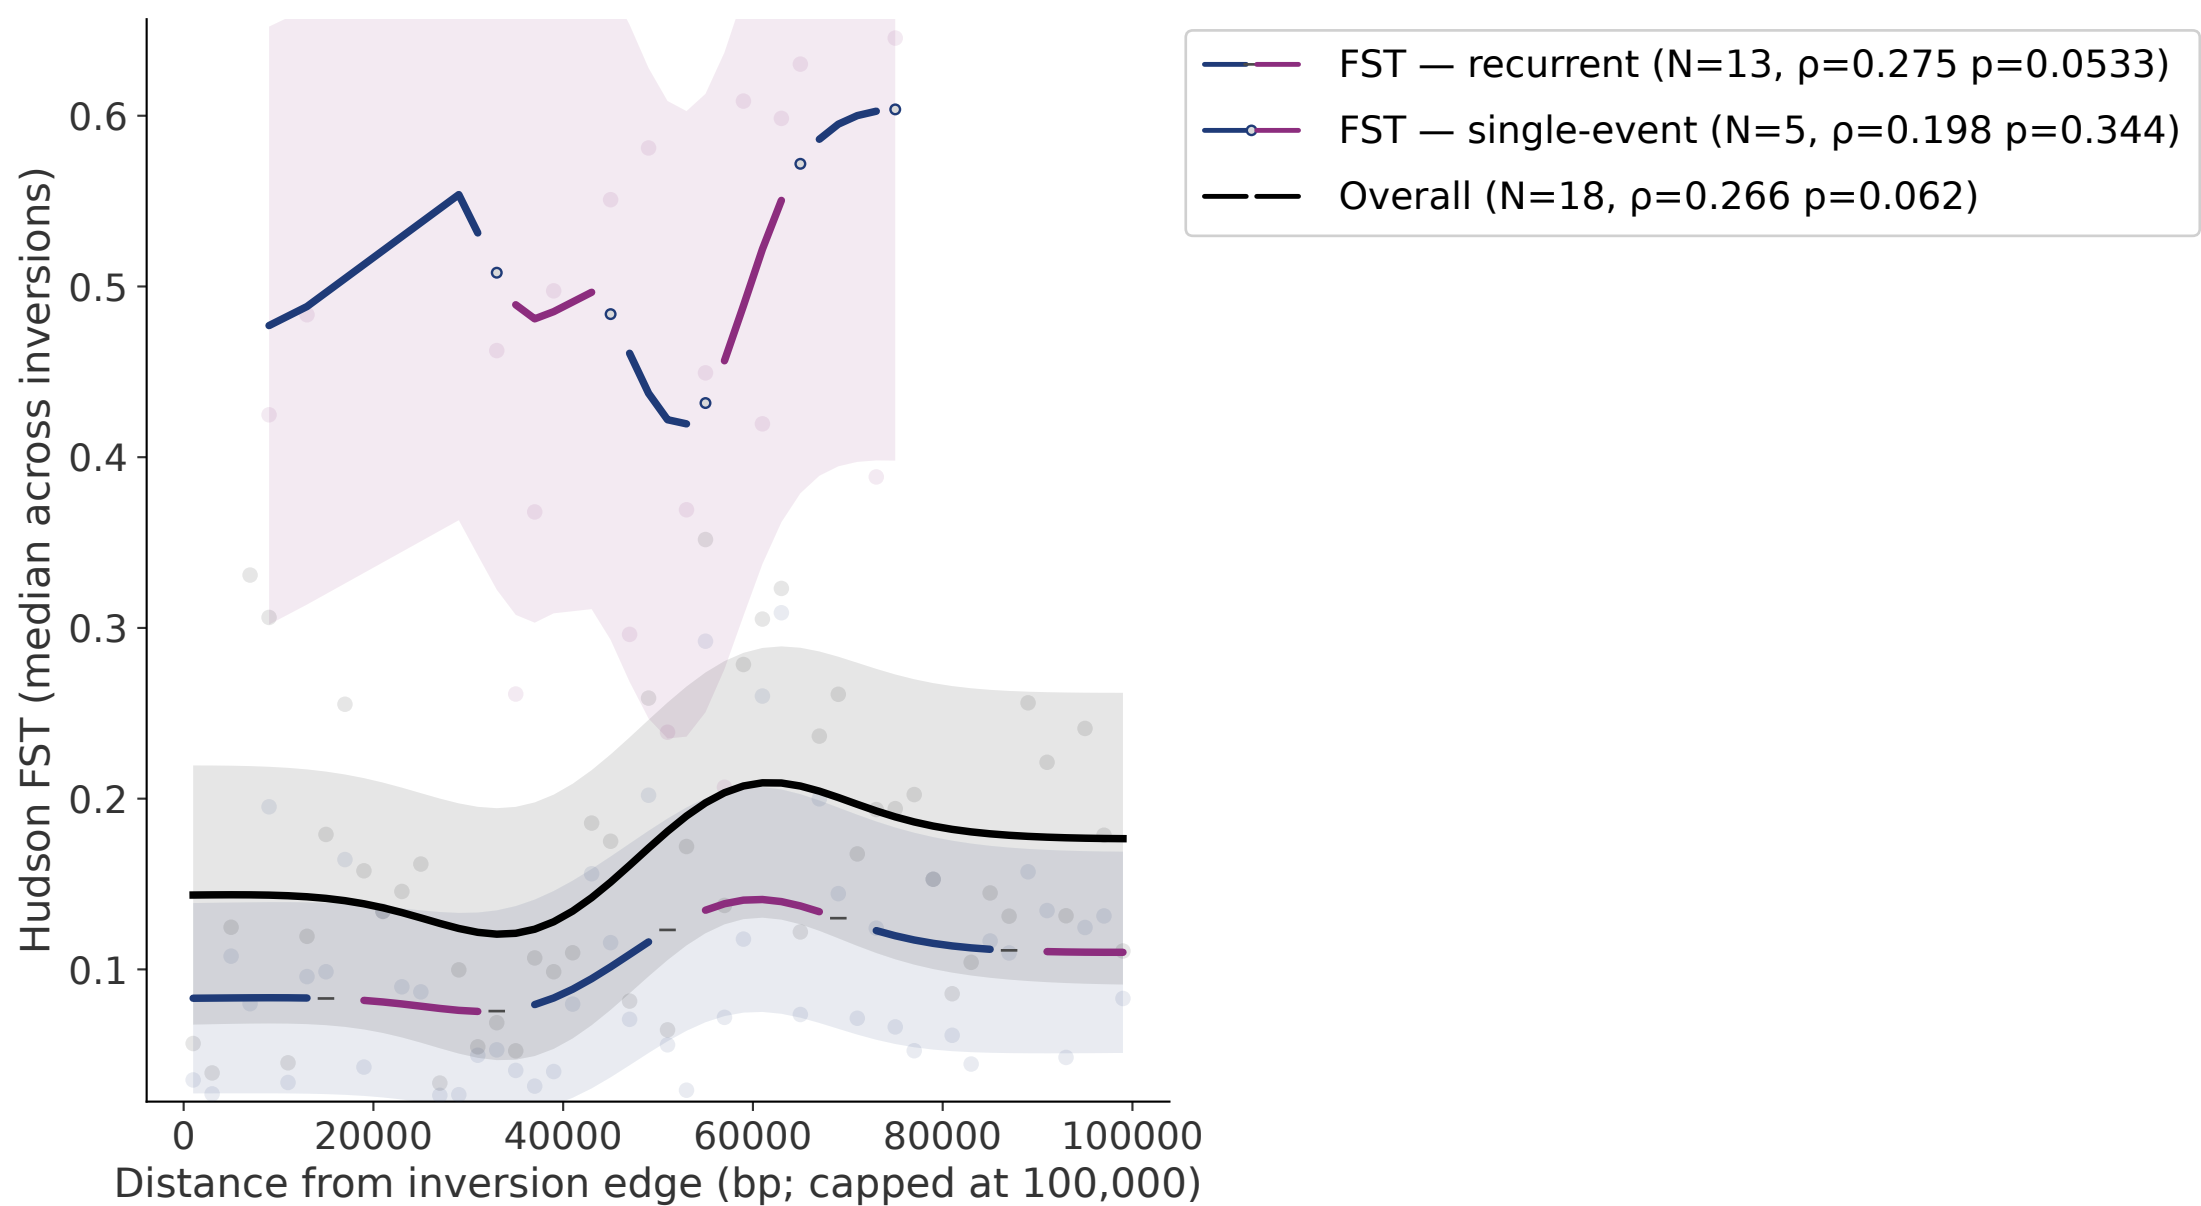 FST — recurrent (N=13, ρ=0.275 p=0.0533)
FST — single-event (N=5, ρ=0.198 p=0.344)
Overall (N=18, ρ=0.266 p=0.062)
Hudson FST (median across inversions)
0.6
0.5
0.4
0.3
0.2
0.1
0 20000 40000 60000 80000 100000
Distance from inversion edge (bp; capped at 100,000)